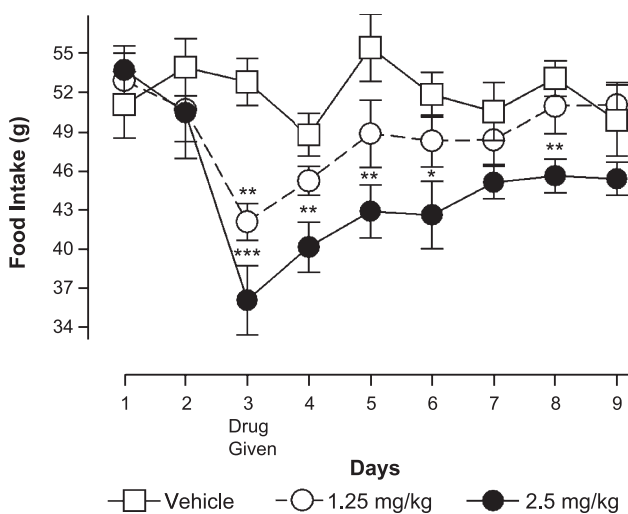 Food Intake (g)
55
52
49
46
43
40
37
34
**
***
**
**
*
**
1 2 3 4 5 6 7 8 9
Drug
Given
Days
Vehicle 1.25 mg/kg 2.5 mg/kg